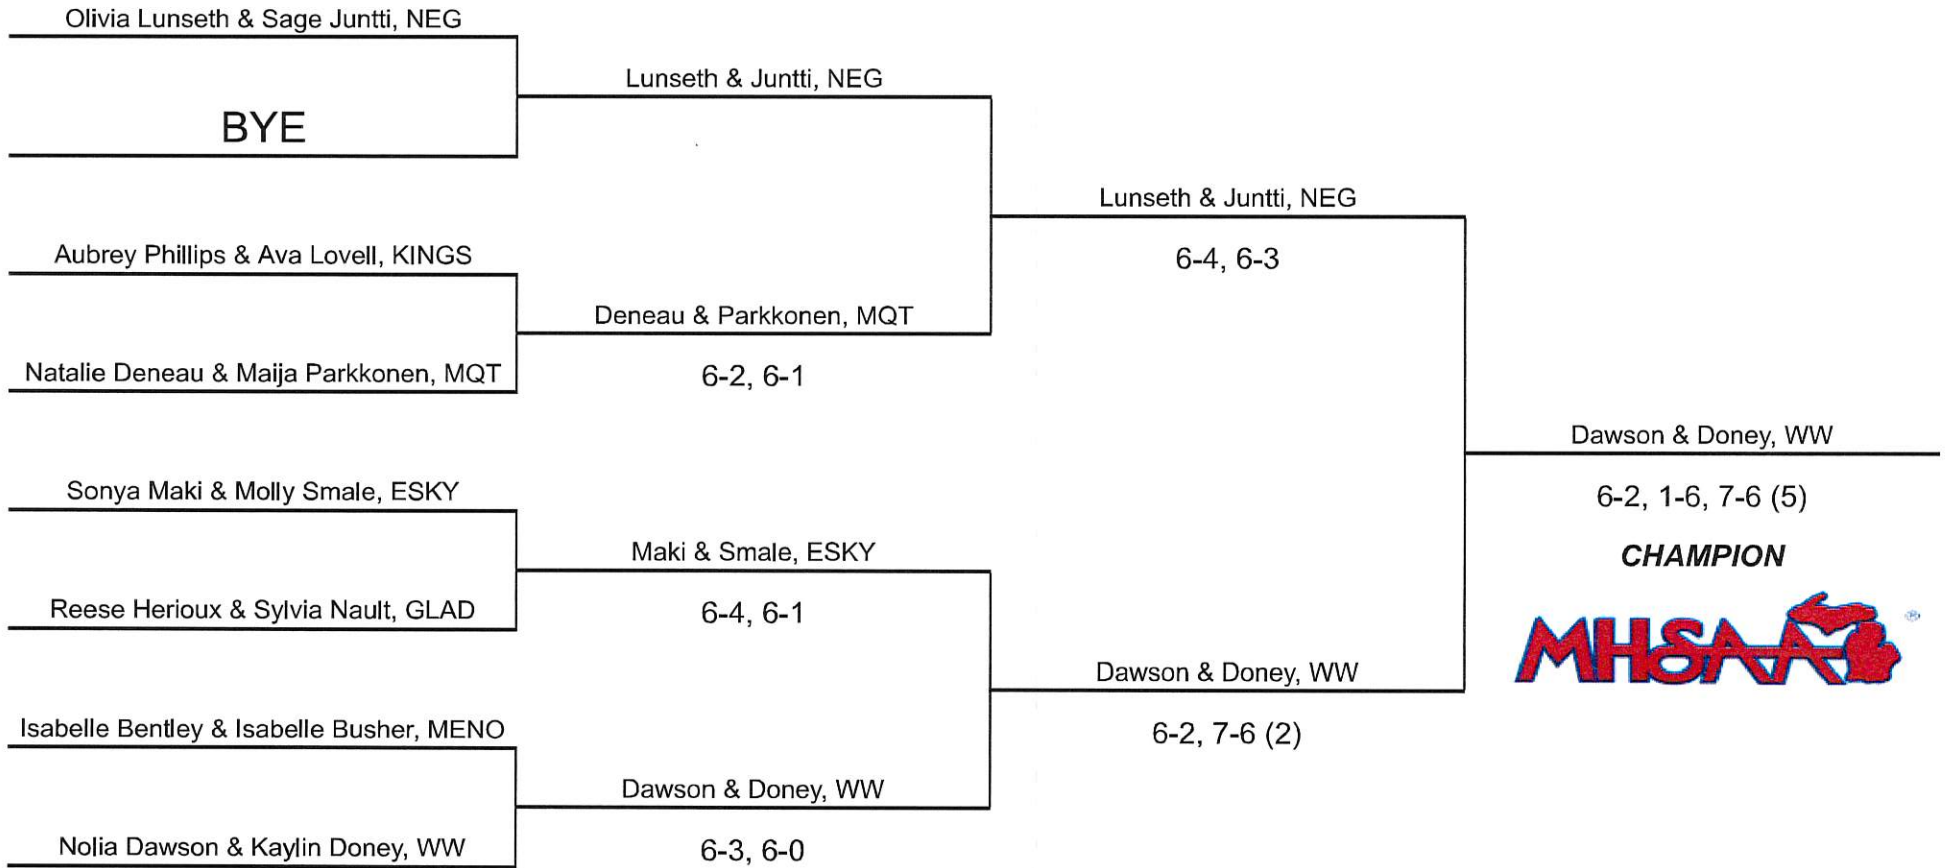 Olivia Lunseth & Sage Juntti, NEG
BYE
Aubrey Phillips & Ava Lovell, KINGS
Natalie Deneau & Maija Parkkonen, MQT
Sonya Maki & Molly Smale, ESKY
Reese Herioux & Sylvia Nault, GLAD
Isabelle Bentley & Isabelle Busher, MENO
Nolia Dawson & Kaylin Doney, WW
Lunseth & Juntti, NEG
Deneau & Parkkonen, MQT
6-2, 6-1
Maki & Smale, ESKY
6-4, 6-1
Dawson & Doney, WW
6-3, 6-0
Lunseth & Juntti, NEG
6-4, 6-3
Dawson & Doney, WW
6-2, 7-6 (2)
Dawson & Doney, WW
6-2, 1-6, 7-6 (5)
CHAMPION
MHSAA
®